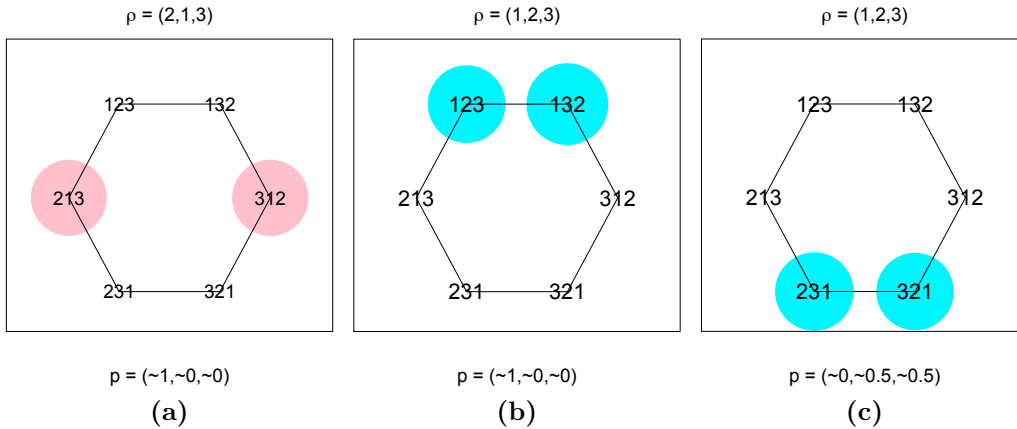 ρ = (2,1,3)
123 132
213 312
231 321
p = (~1,~0,~0)
(a)
ρ = (1,2,3)
123 132
213 312
231 321
p = (~1,~0,~0)
(b)
ρ = (1,2,3)
123 132
213 312
231 321
p = (~0,~0.5,~0.5)
(c)